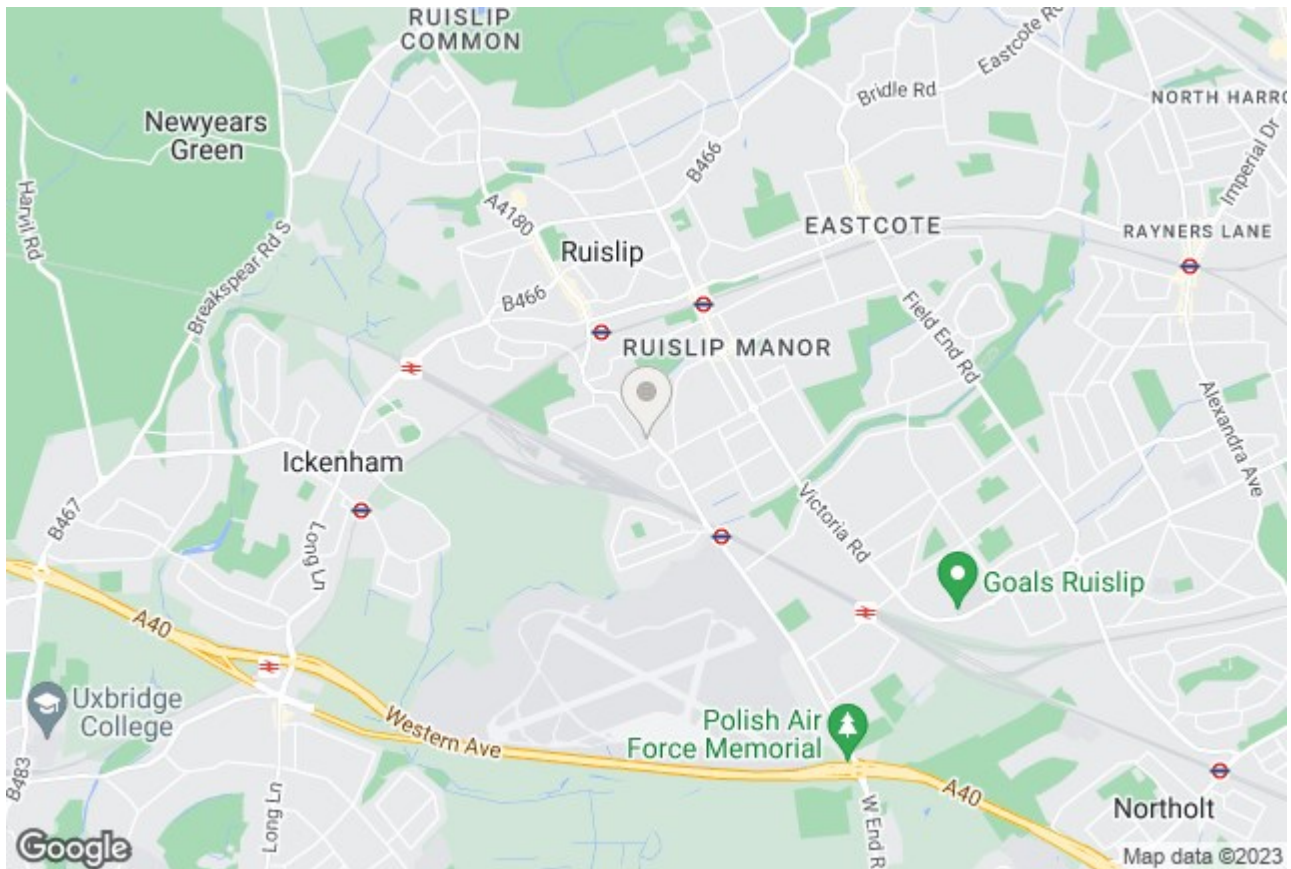 RUISLIP
COMMON
Eastcote Rd
Bridle Rd
NORTH HARRO
Newyears
Green
B466
Imperial Dr
Harvil Rd
A4180
Breakspear Rd S
EASTCOTE
RAYNERS LANE
Ruislip
B466
Field End Rd
RUISLIP MANOR
Alexandra Ave
Ickenham
B467
Long Ln
Victoria Rd
Goals Ruislip
A40
Uxbridge
College
Western Ave
Polish Air
Force Memorial
B483
Long Ln
A40
W End R
Northolt
Google
Map data ©2023